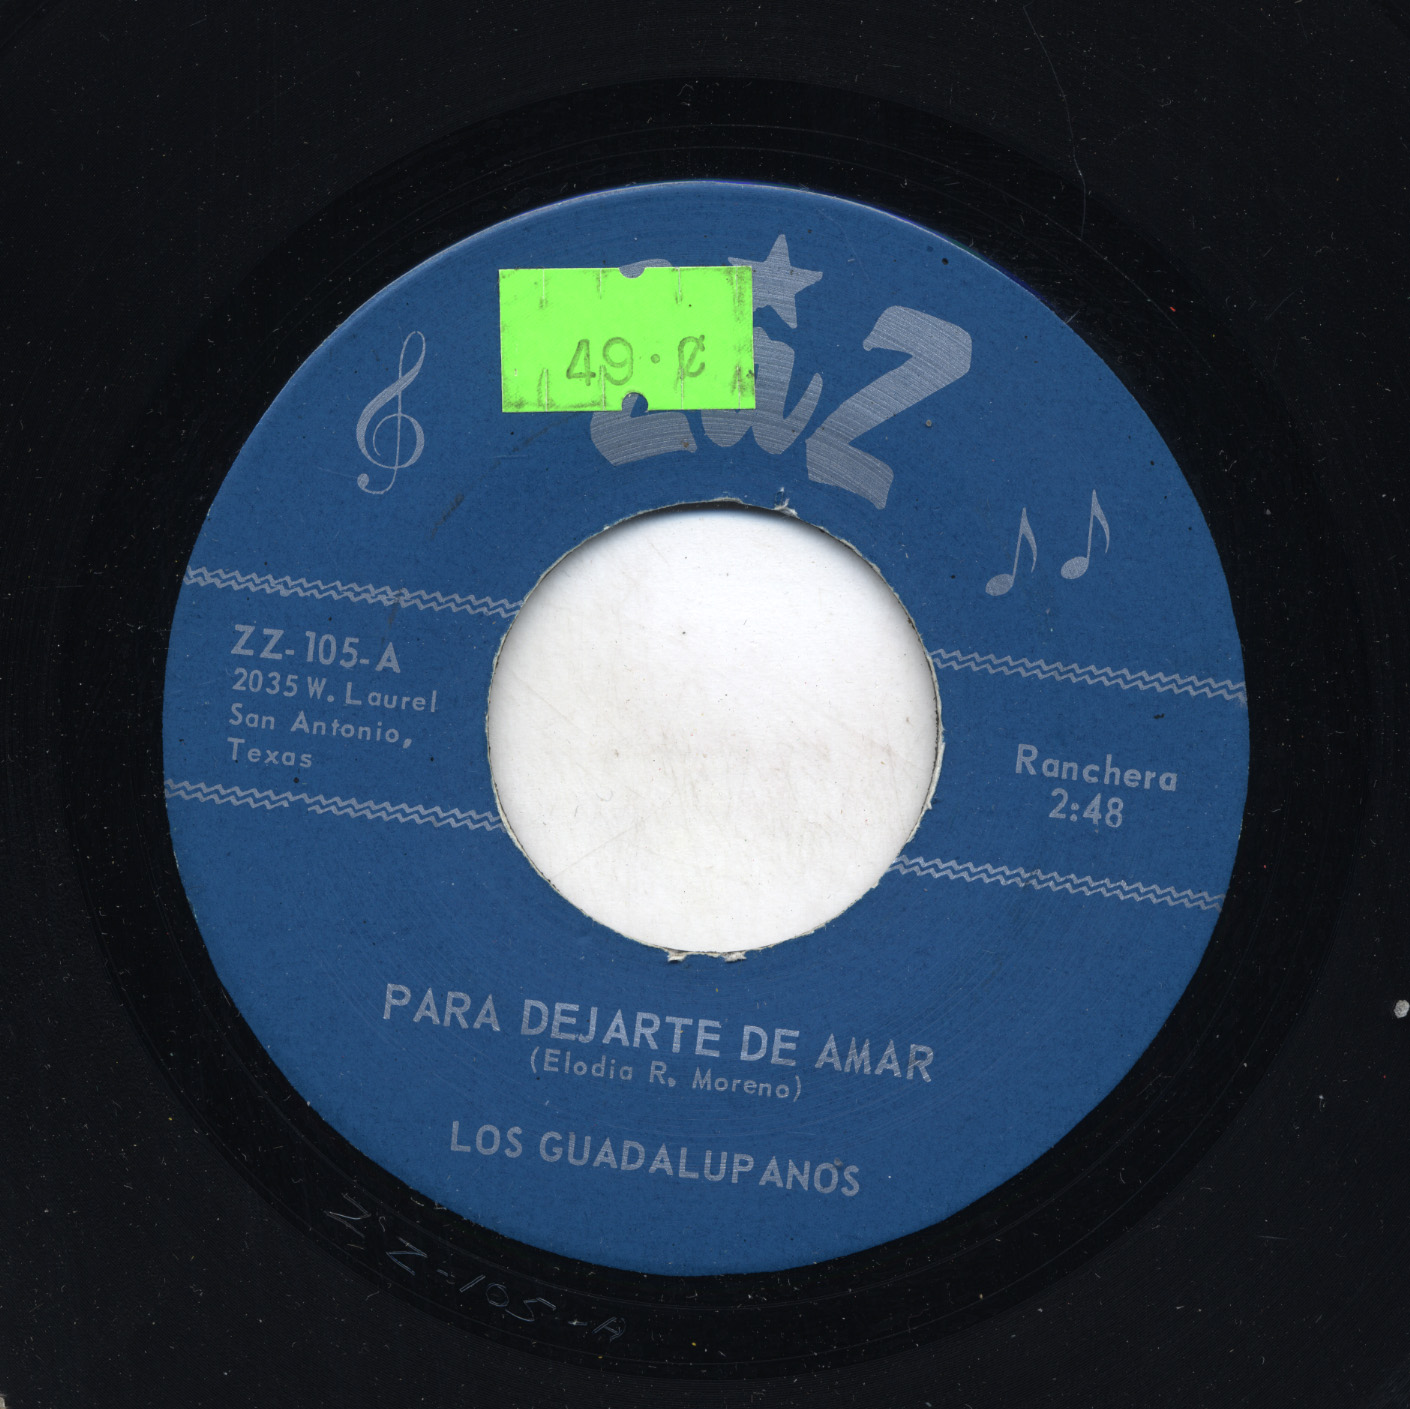 49.¢
ZZ-105-A
2035 W. Laurel
San Antonio,
Texas
Ranchera
2:48
PARA DEJARTE DE AMAR
(Elodia R. Moreno)
LOS GUADALUPANOS
ZZ-105-A